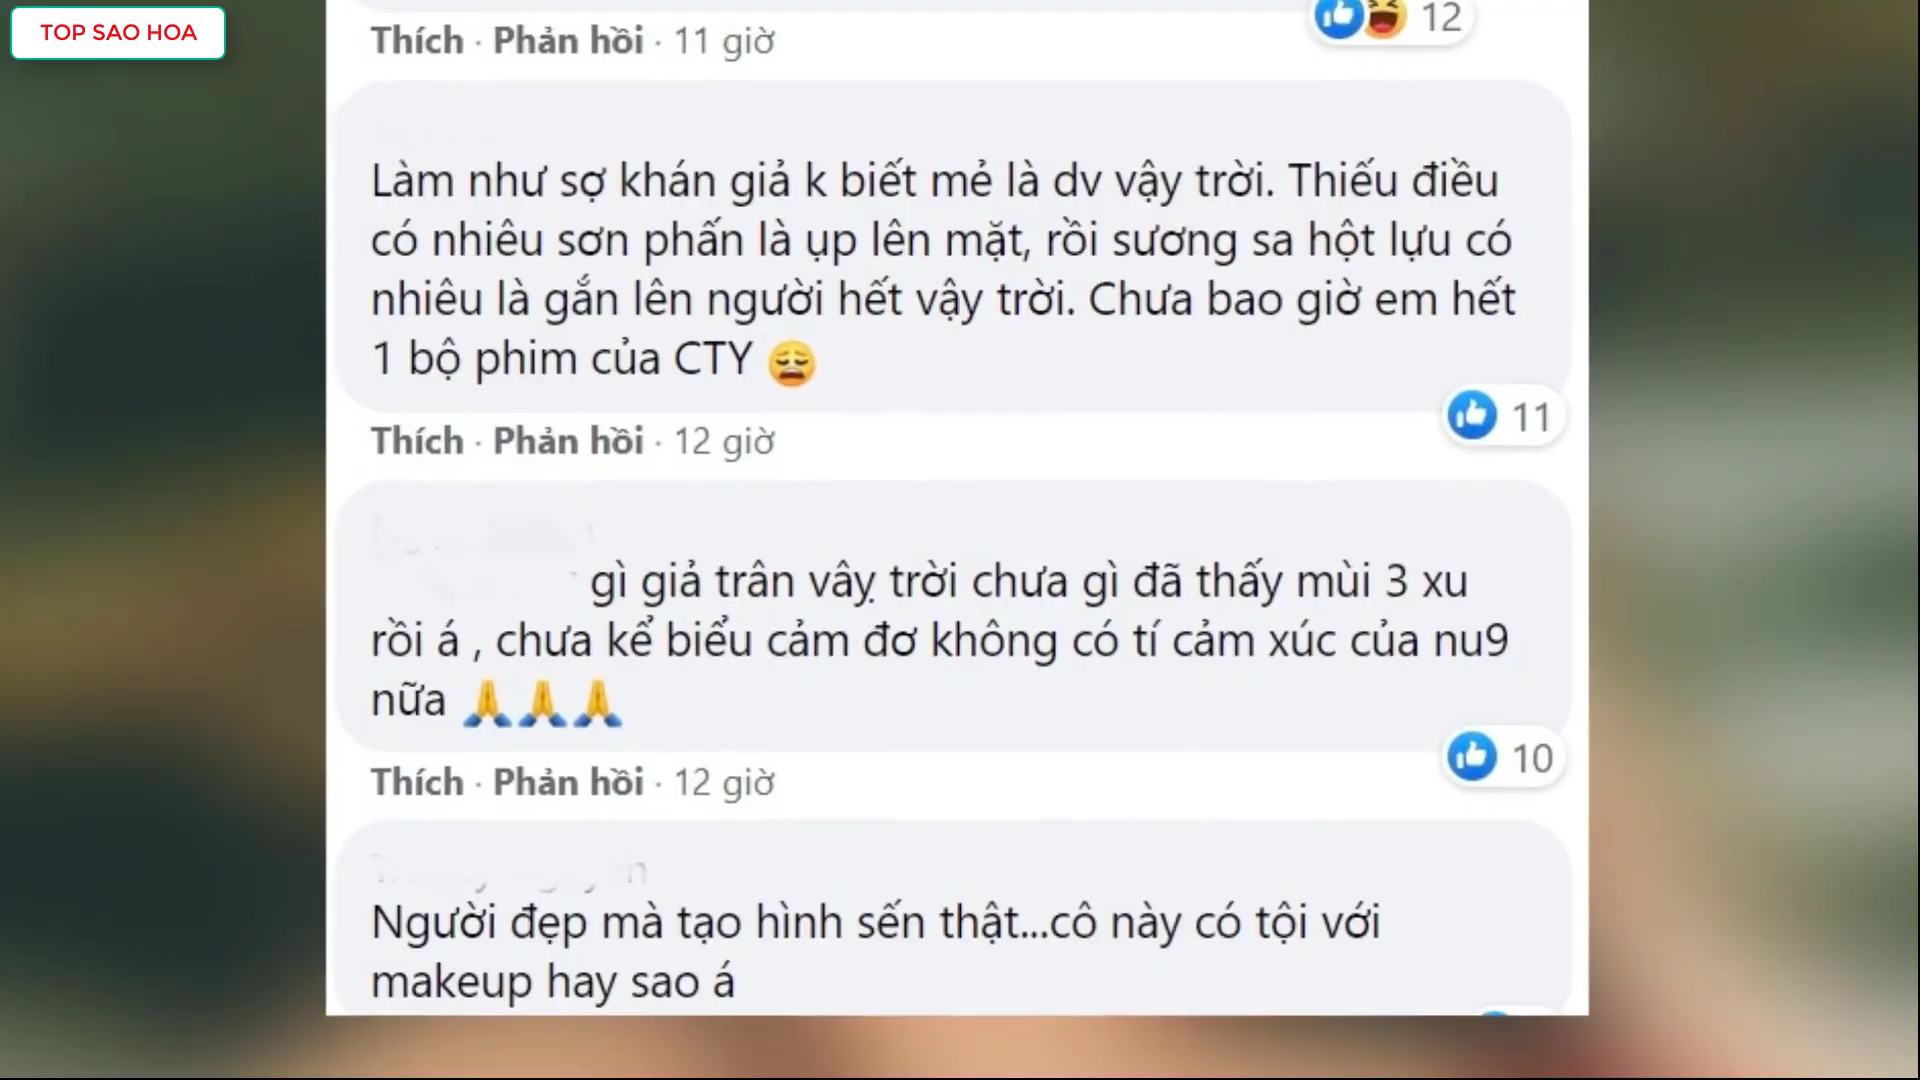 TOP SAO HOA
12
Thích · Phản hồi · 11 giờ
Làm như sợ khán giả k biết mẻ là dv vậy trời. Thiếu điều
có nhiêu sơn phấn là ụp lên mặt, rồi sương sa hột lựu có
nhiêu là gắn lên người hết vậy trời. Chưa bao giờ em hết
1 bộ phim của CTY 😩
11
Thích · Phản hồi · 12 giờ
gì giả trân vâỵ trời chưa gì đã thấy mùi 3 xu
rồi á , chưa kể biểu cảm đơ không có tí cảm xúc của nu9
nữa 🙏🙏🙏
10
Thích · Phản hồi · 12 giờ
Người đẹp mà tạo hình sến thật...cô này có tội với
makeup hay sao á